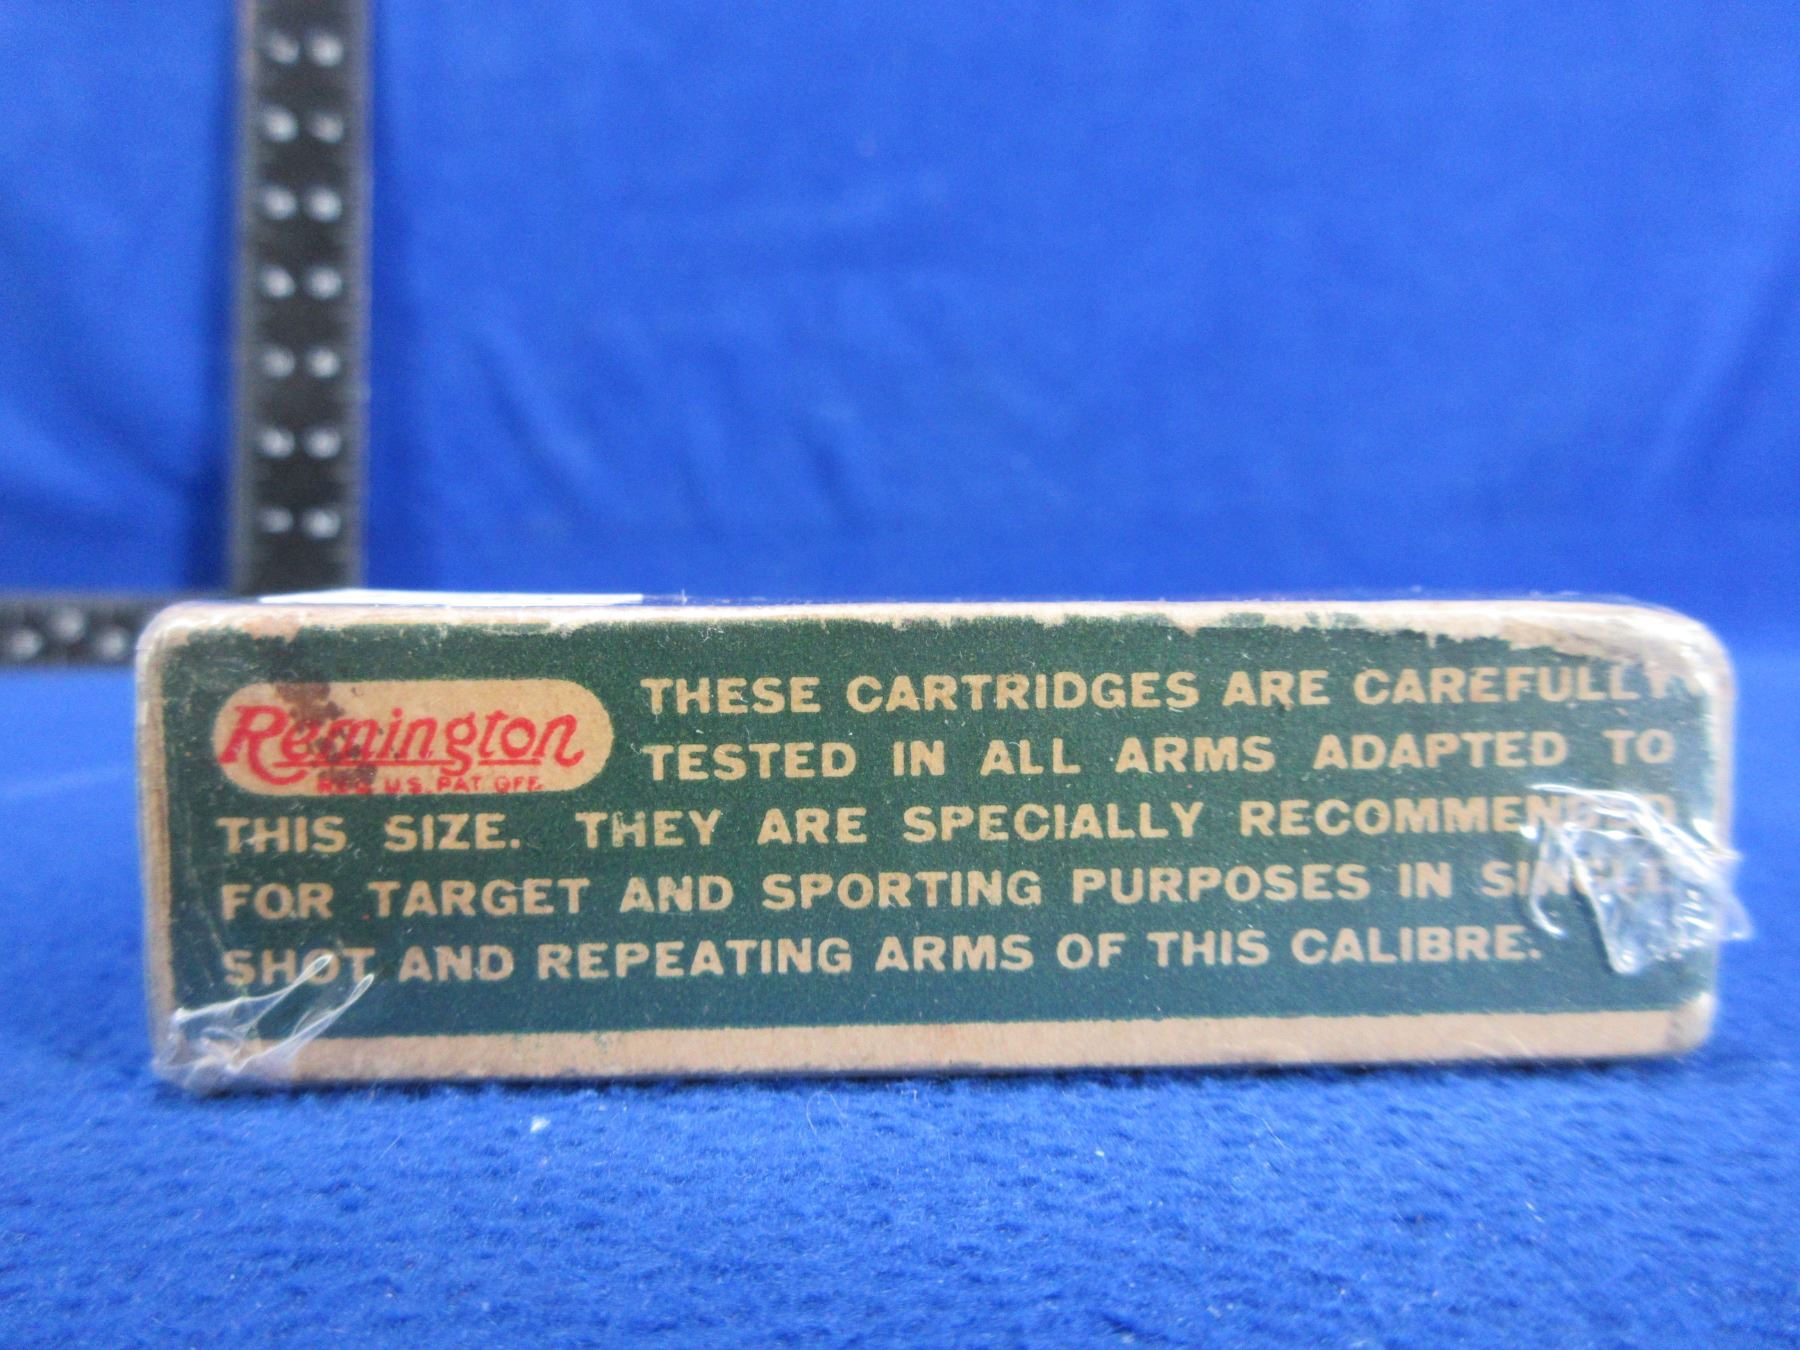 Remington
REG. U.S. PAT. OFF.
THESE CARTRIDGES ARE CAREFULLY
TESTED IN ALL ARMS ADAPTED TO
THIS SIZE. THEY ARE SPECIALLY RECOMMENDED
FOR TARGET AND SPORTING PURPOSES IN SINGLE
SHOT AND REPEATING ARMS OF THIS CALIBRE.